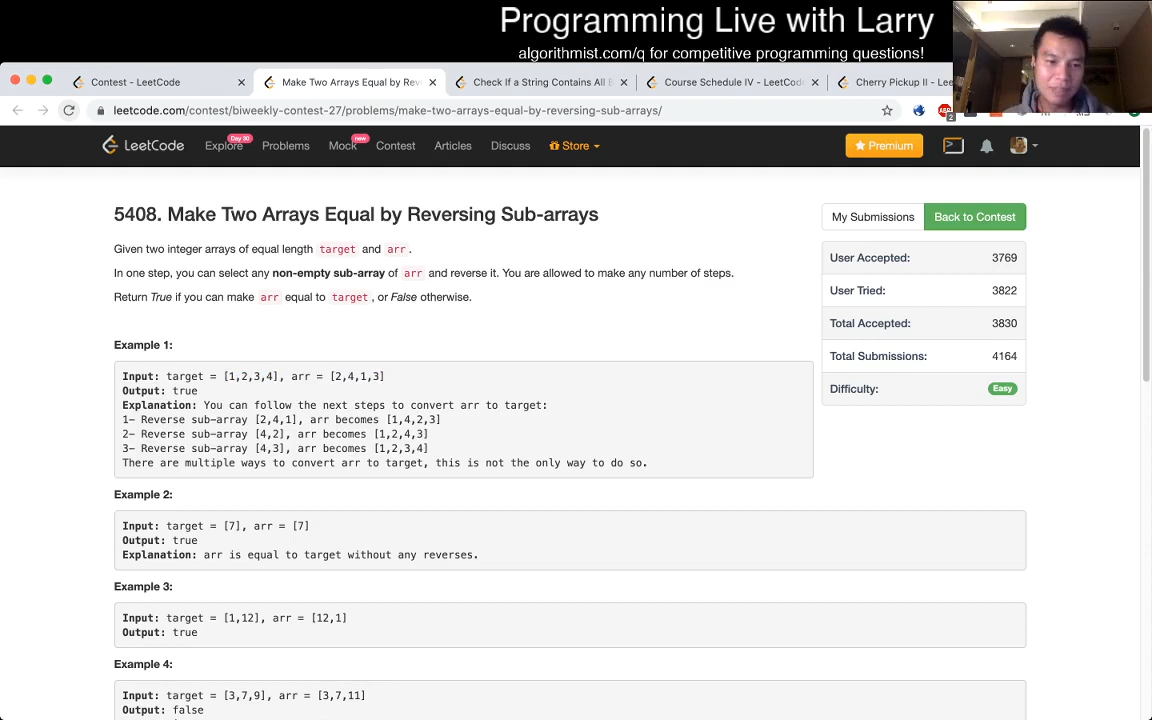 Programming Live with Larry
algorithmist.com/q for competitive programming questions!
Contest - LeetCode
Make Two Arrays Equal by Rev
Check If a String Contains All B
Course Schedule IV - LeetCod
Cherry Pickup II - Lee
leetcode.com/contest/biweekly-contest-27/problems/make-two-arrays-equal-by-reversing-sub-arrays/
LeetCode
Explore
Day 30
Problems
Mock
new
Contest
Articles
Discuss
Store
Premium
5408. Make Two Arrays Equal by Reversing Sub-arrays
My Submissions
Back to Contest
Given two integer arrays of equal length target and arr.
In one step, you can select any non-empty sub-array of arr and reverse it. You are allowed to make any number of steps.
Return True if you can make arr equal to target, or False otherwise.
User Accepted: 3769
User Tried: 3822
Total Accepted: 3830
Total Submissions: 4164
Difficulty: Easy
Example 1:
Input: target = [1,2,3,4], arr = [2,4,1,3]
Output: true
Explanation: You can follow the next steps to convert arr to target:
1- Reverse sub-array [2,4,1], arr becomes [1,4,2,3]
2- Reverse sub-array [4,2], arr becomes [1,2,4,3]
3- Reverse sub-array [4,3], arr becomes [1,2,3,4]
There are multiple ways to convert arr to target, this is not the only way to do so.
Example 2:
Input: target = [7], arr = [7]
Output: true
Explanation: arr is equal to target without any reverses.
Example 3:
Input: target = [1,12], arr = [12,1]
Output: true
Example 4:
Input: target = [3,7,9], arr = [3,7,11]
Output: false